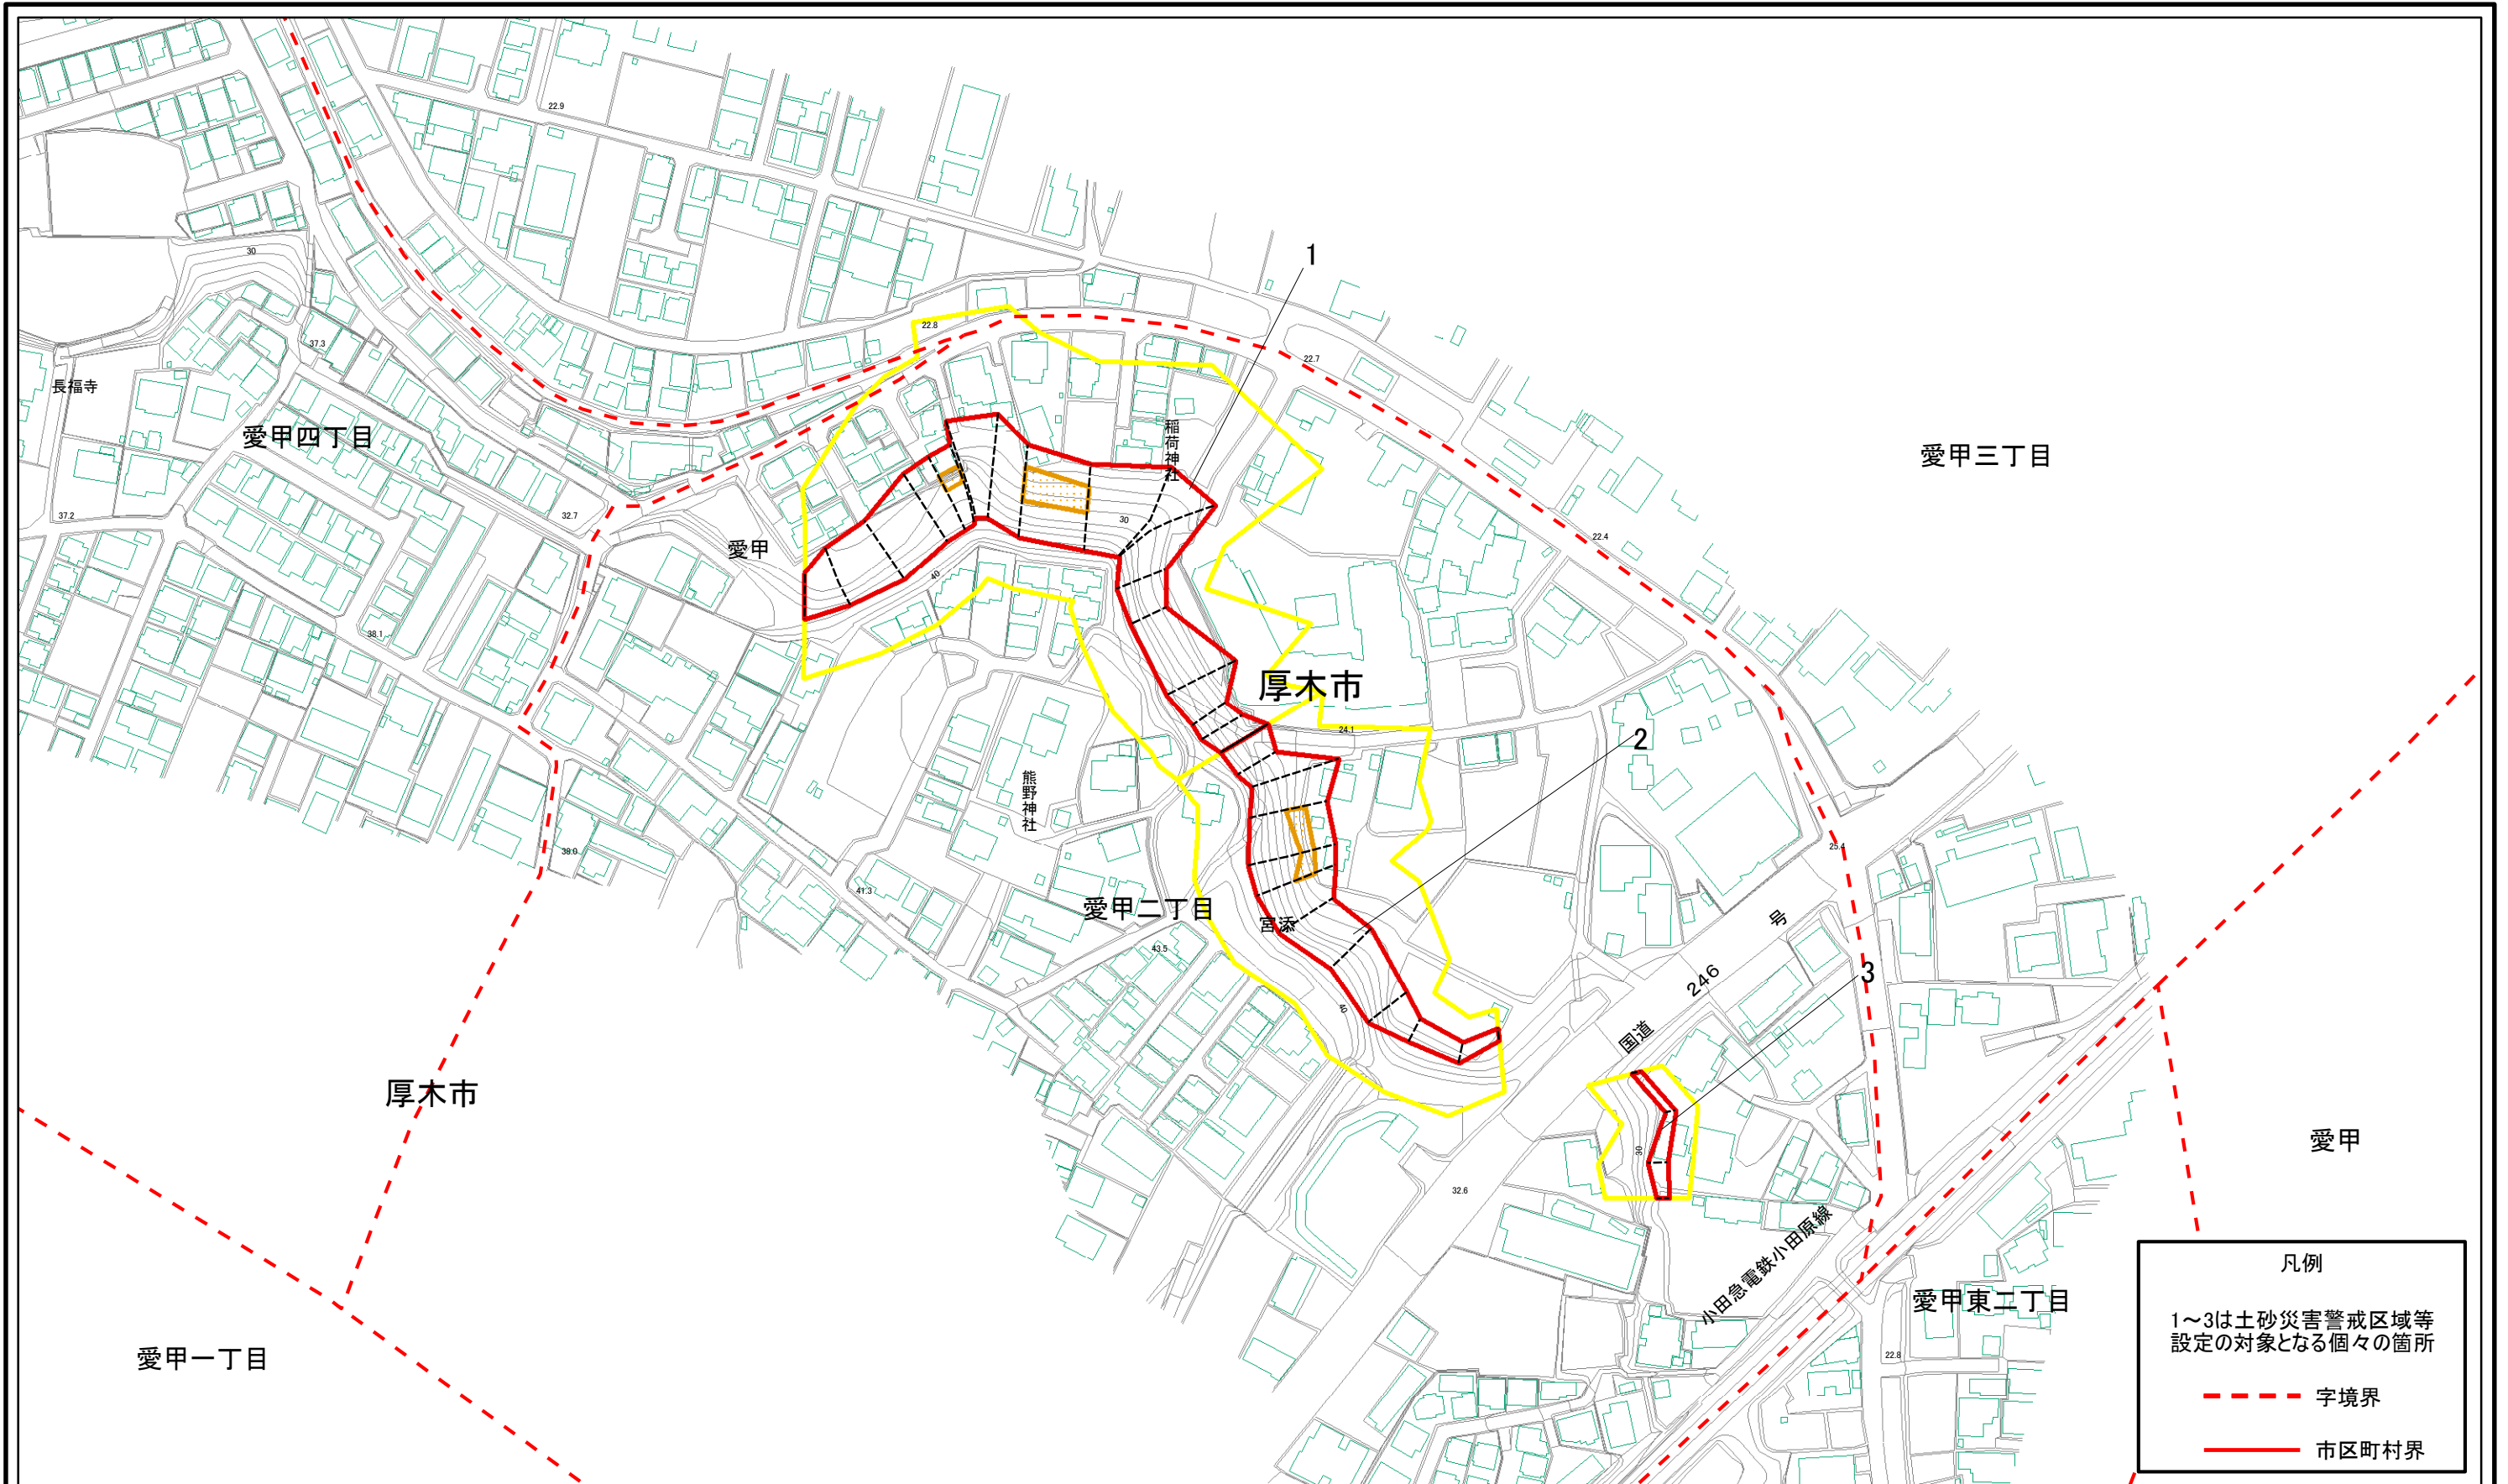 22.9
1
30
22.8
37.3
22.7
長福寺
愛甲四丁目
稲荷神社
愛甲三丁目
37.2
32.7
30
22.4
愛甲
40
38.1
厚木市
24.1
2
熊野神社
25.4
38.0
41.3
愛甲二丁目
宮添
号
43.5
246
3
40
国道
厚木市
愛甲
30
32.6
小田急電鉄小田原線
愛甲東二丁目
22.8
愛甲一丁目
凡例
1～3は土砂災害警戒区域等
設定の対象となる個々の箇所
字境界
市区町村界